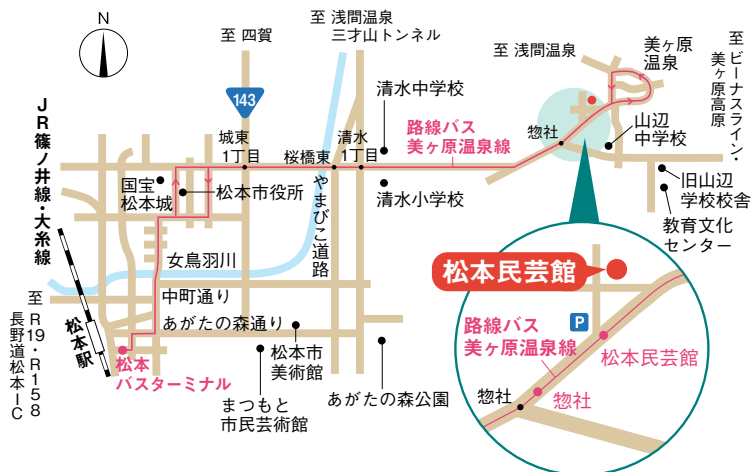 N
至 四賀
至 浅間温泉
三才山トンネル
143
城東
1丁目
桜橋東
清水
1丁目
清水中学校
清水小学校
路線バス
美ヶ原温泉線
至 浅間温泉
美ヶ原
温泉
至 ビーナスライン・
美ヶ原高原
惣社
山辺
中学校
旧山辺
学校校舎
教育文化
センター
JR篠ノ井線・大糸線
国宝
松本城
松本市役所
やまびこ道路
女鳥羽川
中町通り
あがたの森通り
至 R19・R158
長野道松本IC
松本駅
松本
バスターミナル
松本市
美術館
まつもと
市民芸術館
あがたの森公園
松本民芸館
P
路線バス
美ヶ原温泉線
松本民芸館
惣社
惣社